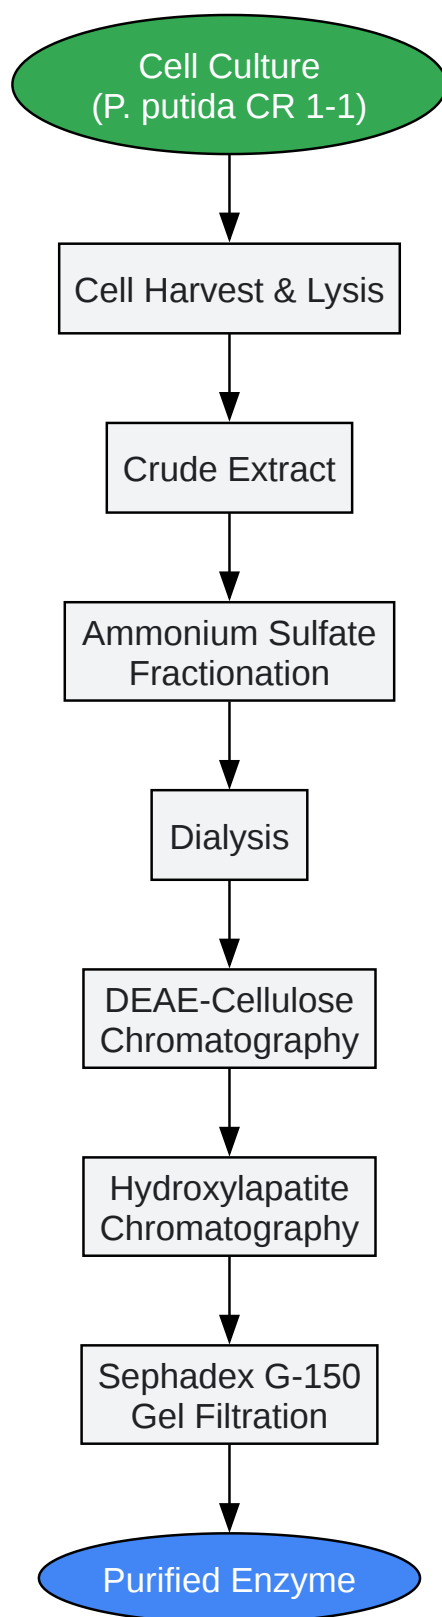 Cell Culture
(P. putida CR 1-1)
Cell Harvest & Lysis
Crude Extract
Ammonium Sulfate
Fractionation
Dialysis
DEAE-Cellulose
Chromatography
Hydroxylapatite
Chromatography
Sephadex G-150
Gel Filtration
Purified Enzyme